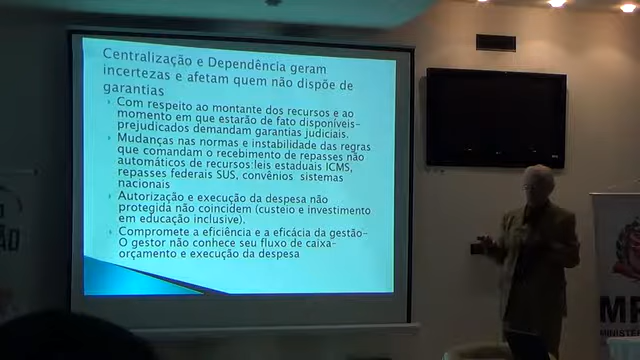 Centralização e Dependência geram
incertezas e afetam quem não dispõe de
garantias
Com respeito ao montante dos recursos e ao
momento em que estarão de fato disponíveis-
prejudicados demandam garantias judiciais.
Mudanças nas normas e instabilidade das regras
que comandam o recebimento de repasses não
automáticos de recursos:leis estaduais ICMS,
repasses federais SUS, convênios sistemas
nacionais
Autorização e execução da despesa não
protegida não coincidem (custeio e investimento
em educação inclusive).
Compromete a eficiência e a eficácia da gestão-
O gestor não conhece seu fluxo de caixa-
orçamento e execução da despesa